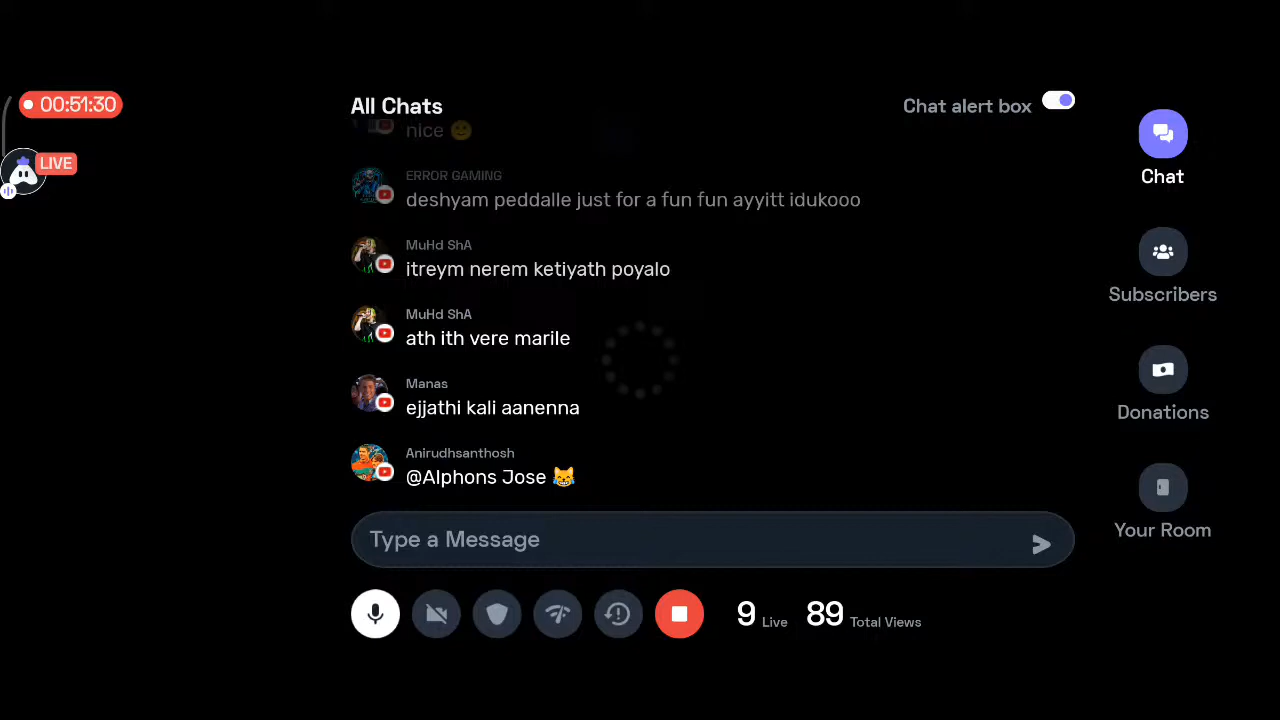 00:51:30
LIVE
All Chats
Chat alert box
nice 🙂
ERROR GAMING
deshyam peddalle just for a fun fun ayyitt idukooo
MuHd ShA
itreym nerem ketiyath poyalo
MuHd ShA
ath ith vere marile
Manas
ejjathi kali aanenna
Anirudhsanthosh
@Alphons Jose 😹
Type a Message
9 Live 89 Total Views
Chat
Subscribers
Donations
Your Room